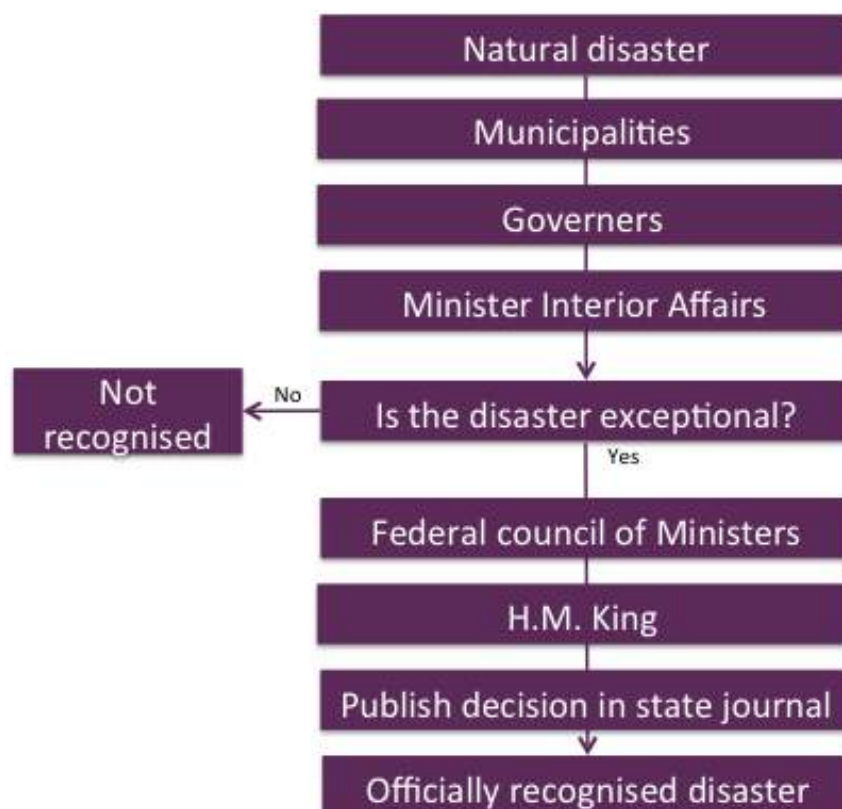 Natural disaster
Municipalities
Governers
Minister Interior Affairs
Not
recognised
No
Is the disaster exceptional?
Yes
Federal council of Ministers
H.M. King
Publish decision in state journal
Officially recognised disaster